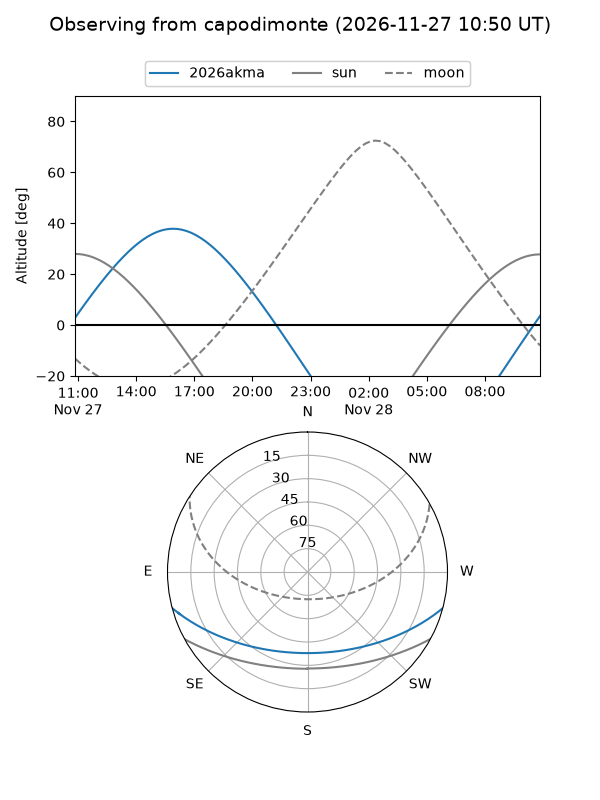 Observing from capodimonte (2026-11-27 10:50 UT)
2026akma sun moon
Altitude [deg]
80
60
40
20
0
−20
11:00 14:00 17:00 20:00 23:00 02:00 05:00 08:00
Nov 27 Nov 28
N
NE NW
15
30
45
60
75
E W
SE SW
S